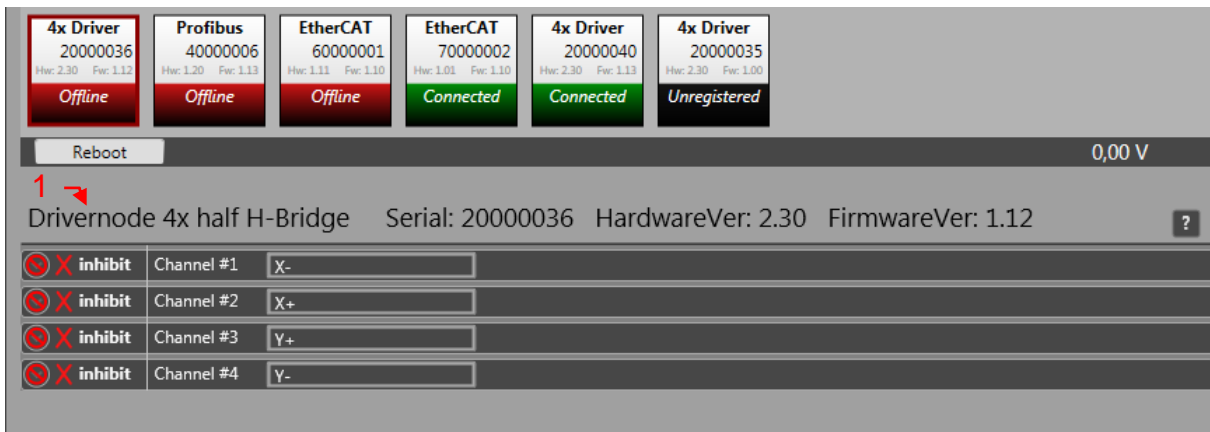 4x Driver Profibus EtherCAT EtherCAT 4x Driver 4x Driver
20000036 40000006 60000001 70000002 20000040 20000035
Hw: 2.30 Fw: 1.12 Hw: 1.20 Fw: 1.13 Hw: 1.11 Fw: 1.10 Hw: 1.01 Fw: 1.10 Hw: 2.30 Fw: 1.13 Hw: 2.30 Fw: 1.00
Offline Offline Offline Connected Connected Unregistered
Reboot 0,00 V
1
Drivernode 4x half H-Bridge Serial: 20000036 HardwareVer: 2.30 FirmwareVer: 1.12 ?
X inhibit Channel #1 X-
X inhibit Channel #2 X+
X inhibit Channel #3 Y+
X inhibit Channel #4 Y-